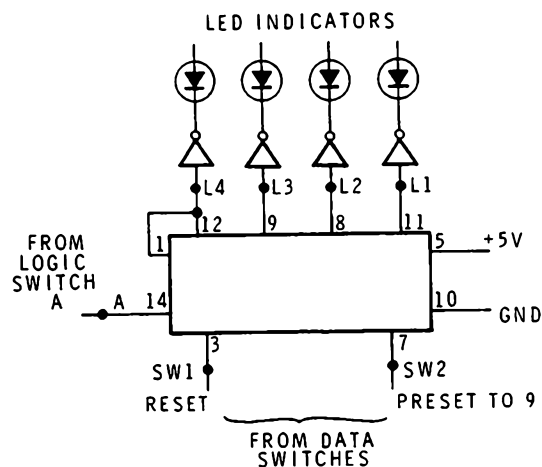 LED INDICATORS
L4 L3 L2 L1
12 9 8 11
1
5 +5V
FROM
LOGIC
SWITCH
A A 14
10 GND
3 7
SW1 SW2
RESET PRESET TO 9
FROM DATA
SWITCHES